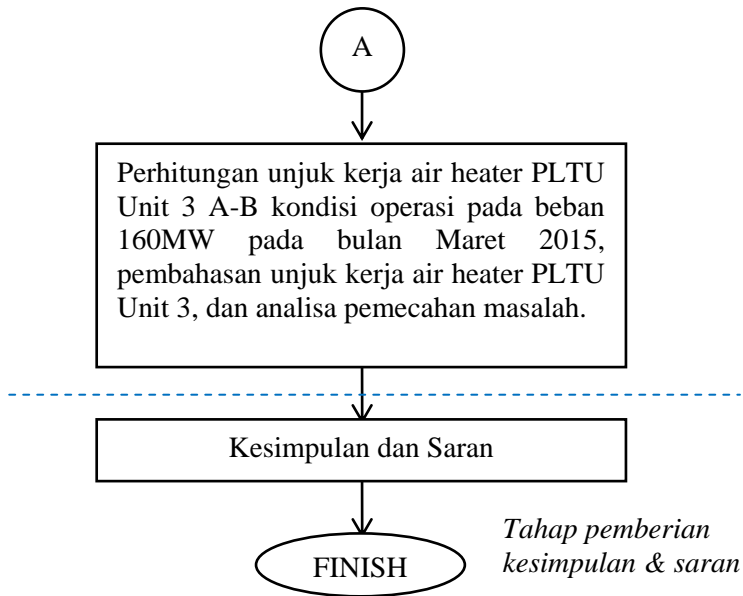 A
Perhitungan unjuk kerja air heater PLTU
Unit 3 A-B kondisi operasi pada beban
160MW pada bulan Maret 2015,
pembahasan unjuk kerja air heater PLTU
Unit 3, dan analisa pemecahan masalah.
Kesimpulan dan Saran
FINISH
Tahap pemberian
kesimpulan & saran